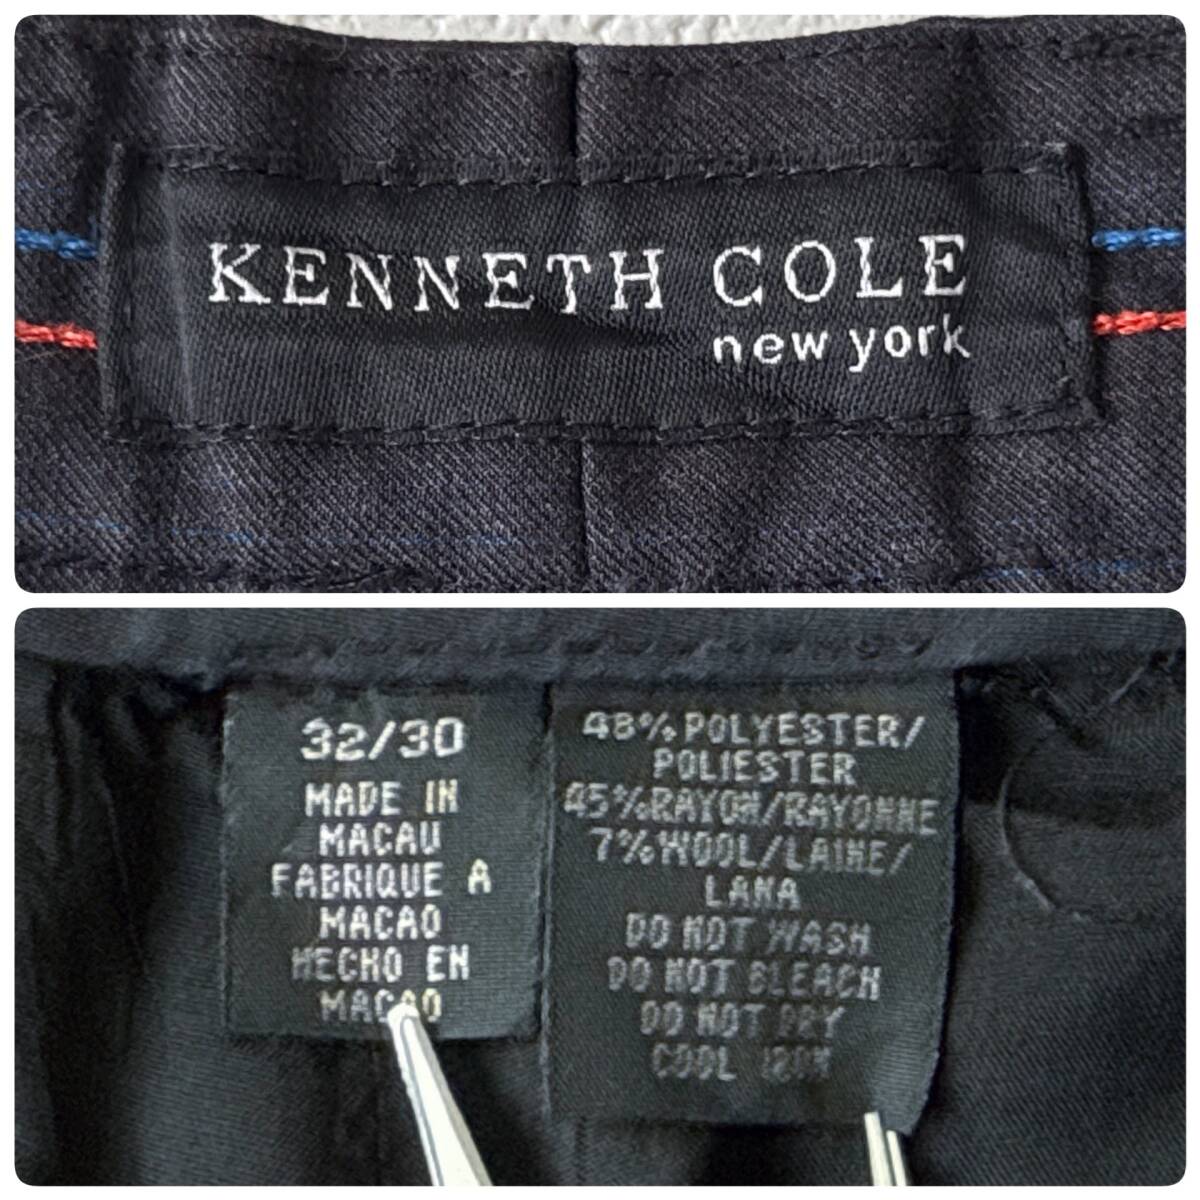 KENNETH COLE
new york
32/30
MADE IN
MACAU
FABRIQUE A
MACAO
HECHO EN
MACAO
48% POLYESTER/
POLIESTER
45% RAYON/RAYONNE
7% WOOL/LAINE/
LANA
DO NOT WASH
DO NOT BLEACH
DO NOT DRY
COOL IRON